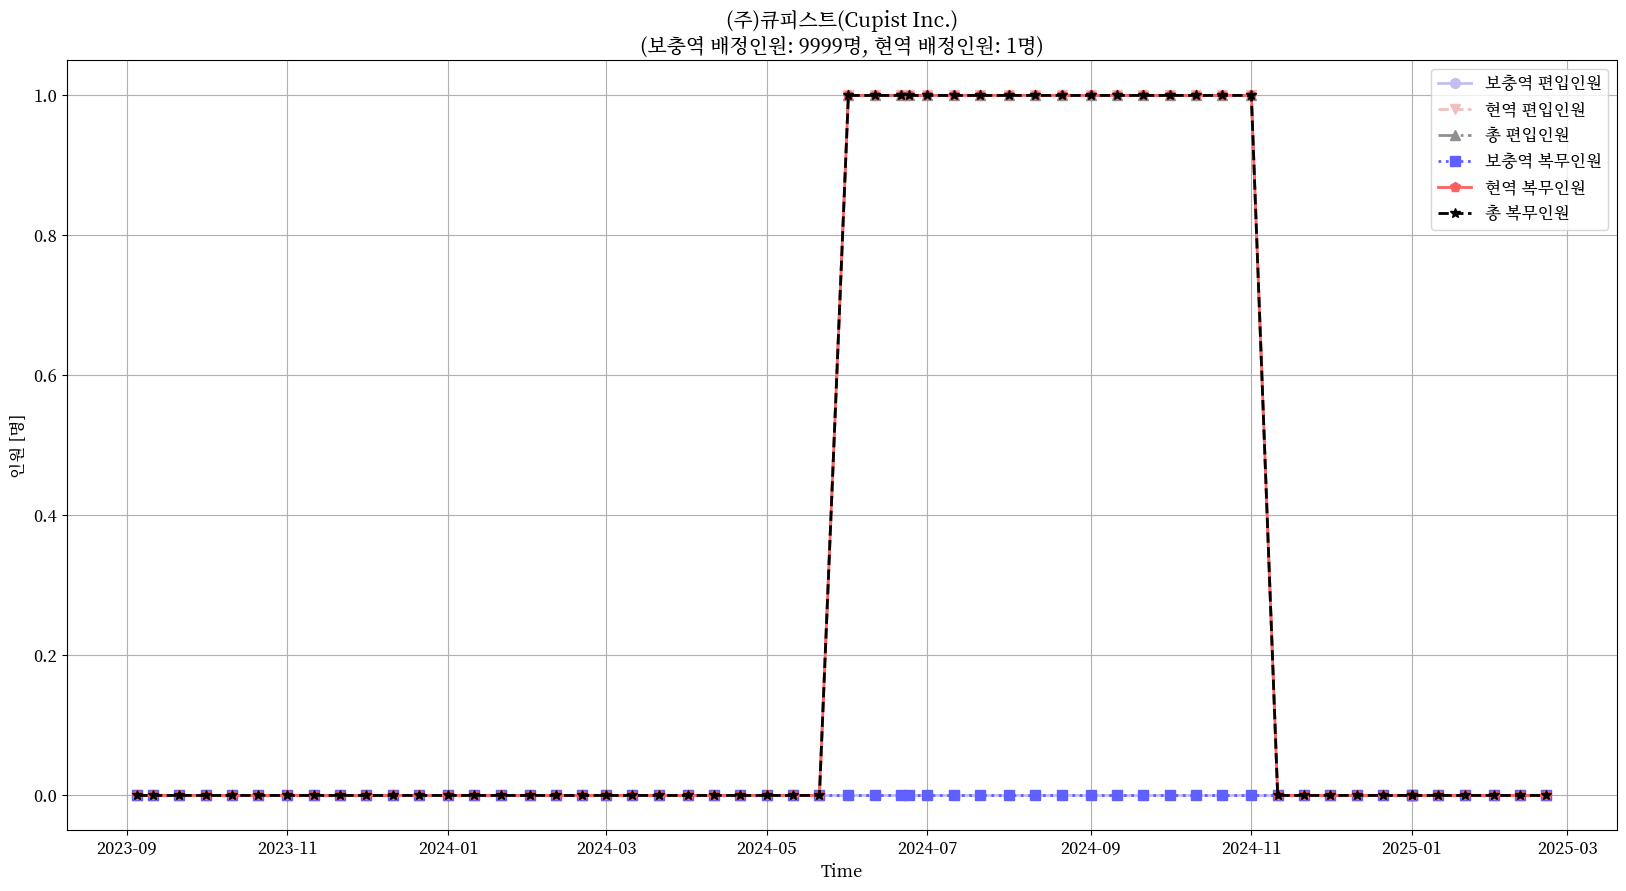 (주)큐피스트(Cupist Inc.)
(보충역 배정인원: 9999명, 현역 배정인원: 1명)
보충역 편입인원
현역 편입인원
총 편입인원
보충역 복무인원
현역 복무인원
총 복무인원
인원 [명]
1.0
0.8
0.6
0.4
0.2
0.0
2023-09 2023-11 2024-01 2024-03 2024-05 2024-07 2024-09 2024-11 2025-01 2025-03
Time